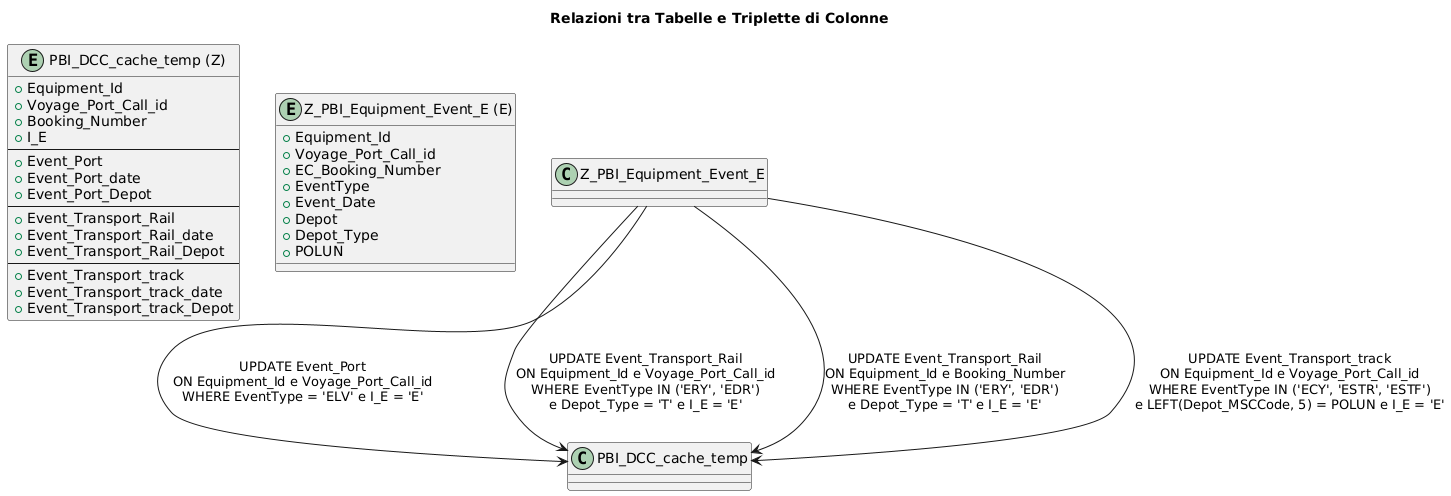 Relazioni tra Tabelle e Triplette di Colonne
E PBI_DCC_cache_temp (Z)
Equipment_Id
Voyage_Port_Call_id
Booking_Number
I_E
Event_Port
Event_Port_date
Event_Port_Depot
Event_Transport_Rail
Event_Transport_Rail_date
Event_Transport_Rail_Depot
Event_Transport_track
Event_Transport_track_date
Event_Transport_track_Depot
E Z_PBI_Equipment_Event_E (E)
Equipment_Id
Voyage_Port_Call_id
EC_Booking_Number
EventType
Event_Date
Depot
Depot_Type
POLUN
C Z_PBI_Equipment_Event_E
UPDATE Event_Port
ON Equipment_Id e Voyage_Port_Call_id
WHERE EventType = 'ELV' e I_E = 'E'
UPDATE Event_Transport_Rail
ON Equipment_Id e Voyage_Port_Call_id
WHERE EventType IN ('ERY', 'EDR')
e Depot_Type = 'T' e I_E = 'E'
UPDATE Event_Transport_Rail
ON Equipment_Id e Booking_Number
WHERE EventType IN ('ERY', 'EDR')
e Depot_Type = 'T' e I_E = 'E'
UPDATE Event_Transport_track
ON Equipment_Id e Voyage_Port_Call_id
WHERE EventType IN ('ECY', 'ESTR', 'ESTF')
e LEFT(Depot_MSCCode, 5) = POLUN e I_E = 'E'
C PBI_DCC_cache_temp